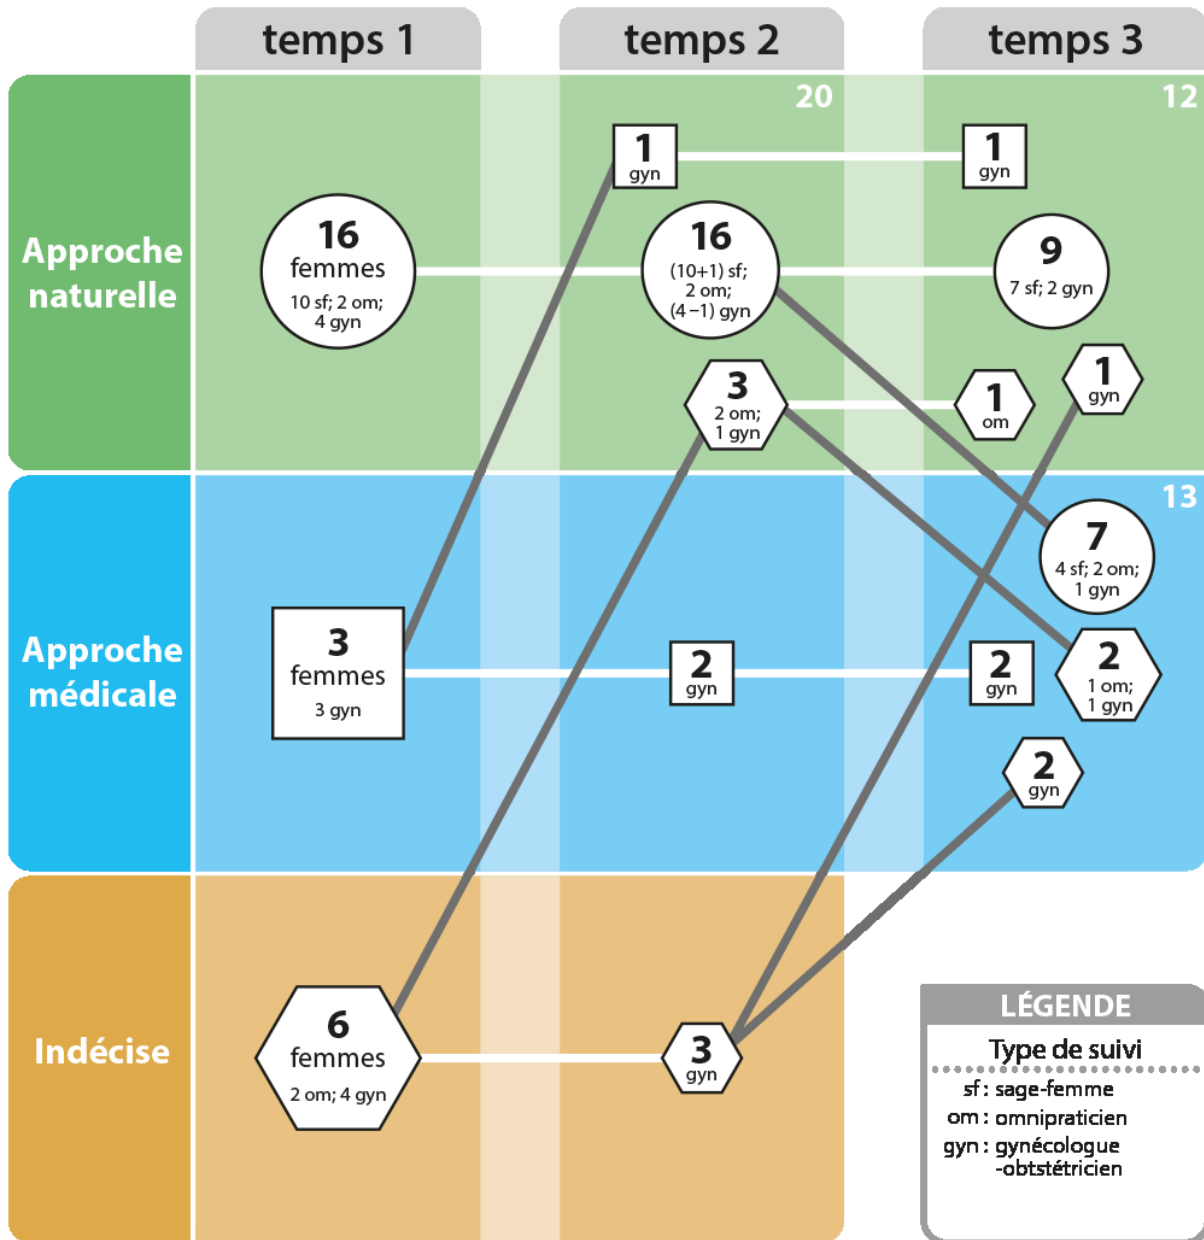 temps 1
temps 2
temps 3
Approche
naturelle
20
12
1
gyn
1
gyn
16
femmes
10 sf; 2 om;
4 gyn
16
(10+1) sf;
2 om;
(4–1) gyn
9
7 sf; 2 gyn
3
2 om;
1 gyn
1
om
1
gyn
Approche
médicale
13
7
4 sf; 2 om;
1 gyn
3
femmes
3 gyn
2
gyn
2
gyn
2
1 om;
1 gyn
2
gyn
Indécise
6
femmes
2 om; 4 gyn
3
gyn
LÉGENDE
Type de suivi
sf : sage-femme
om : omnipraticien
gyn : gynécologue
-obtstétricien